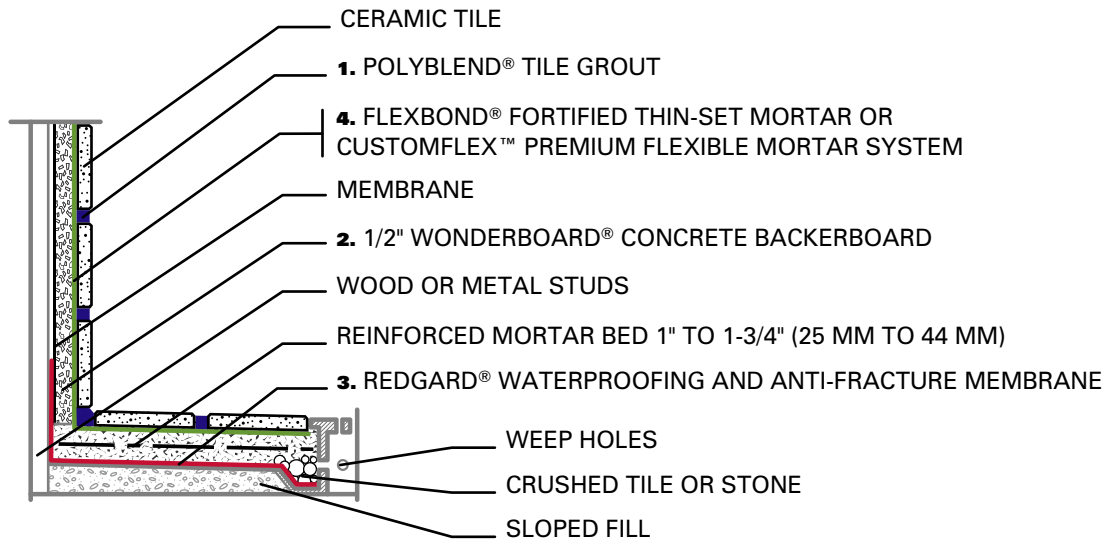 CERAMIC TILE
1. POLYBLEND® TILE GROUT
4. FLEXBOND® FORTIFIED THIN-SET MORTAR OR
CUSTOMFLEX™ PREMIUM FLEXIBLE MORTAR SYSTEM
MEMBRANE
2. 1/2" WONDERBOARD® CONCRETE BACKERBOARD
WOOD OR METAL STUDS
REINFORCED MORTAR BED 1" TO 1-3/4" (25 MM TO 44 MM)
3. REDGARD® WATERPROOFING AND ANTI-FRACTURE MEMBRANE
WEEP HOLES
CRUSHED TILE OR STONE
SLOPED FILL